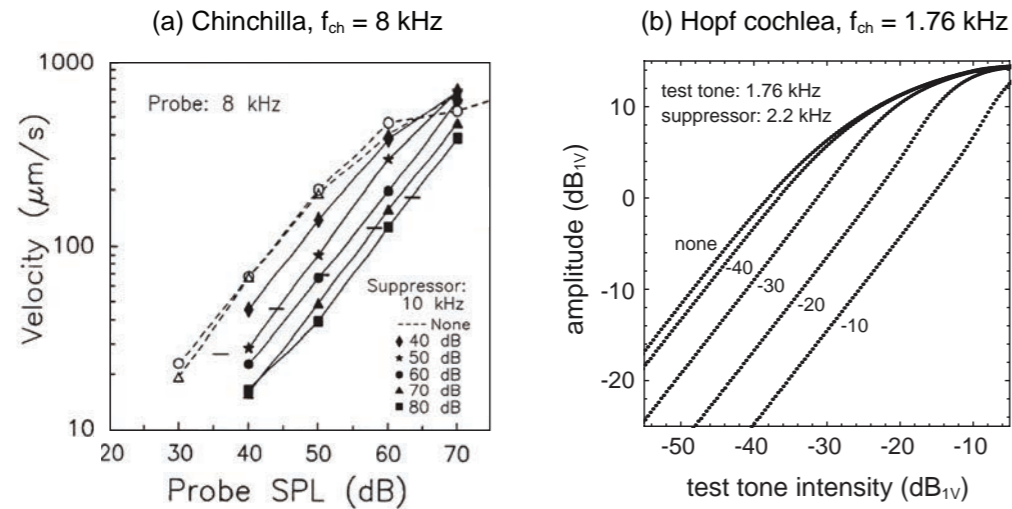 (a) Chinchilla, fch = 8 kHz
1000
100
10
Velocity (μm/s)
Probe: 8 kHz
Suppressor:
10 kHz
None
40 dB
50 dB
60 dB
70 dB
80 dB
20 30 40 50 60 70
Probe SPL (dB)
(b) Hopf cochlea, fch = 1.76 kHz
10
0
-10
-20
amplitude (dB1V)
test tone: 1.76 kHz
suppressor: 2.2 kHz
none
-40
-30
-20
-10
-50 -40 -30 -20 -10
test tone intensity (dB1V)